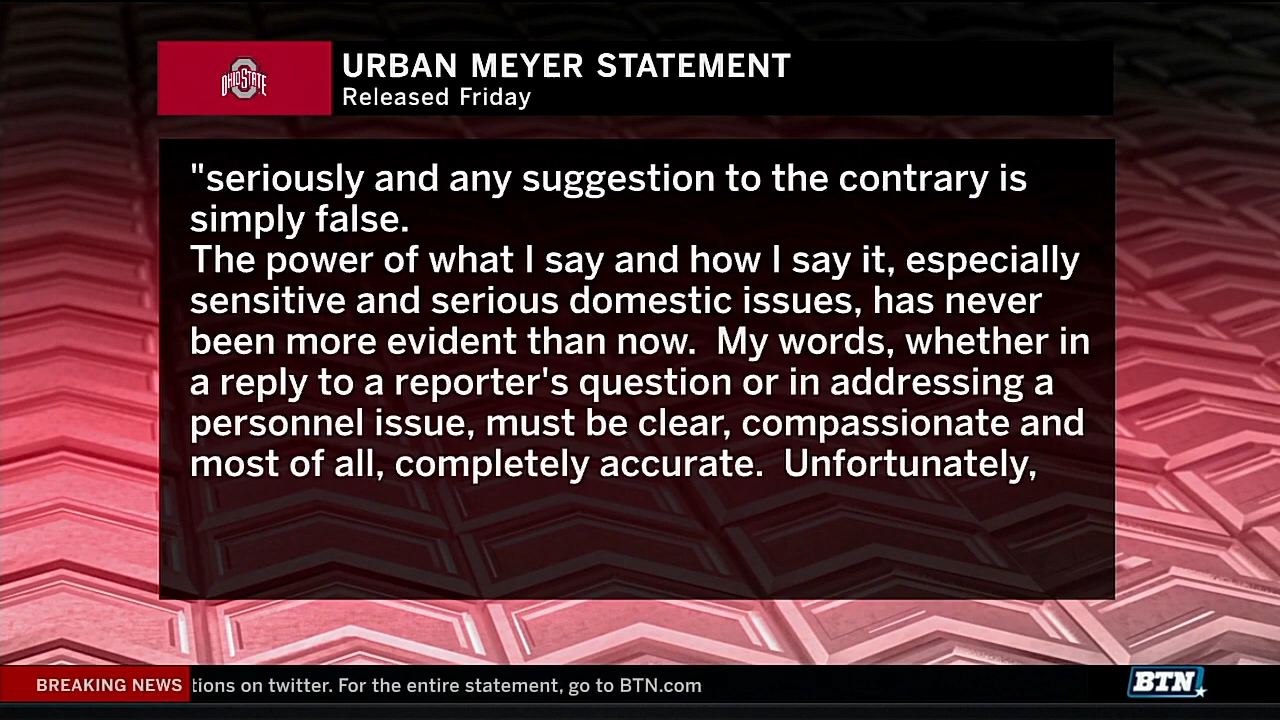 OHIO STATE
URBAN MEYER STATEMENT
Released Friday
"seriously and any suggestion to the contrary is
simply false.
The power of what I say and how I say it, especially
sensitive and serious domestic issues, has never
been more evident than now.  My words, whether in
a reply to a reporter's question or in addressing a
personnel issue, must be clear, compassionate and
most of all, completely accurate.  Unfortunately,
BREAKING NEWS
tions on twitter. For the entire statement, go to BTN.com
BTN